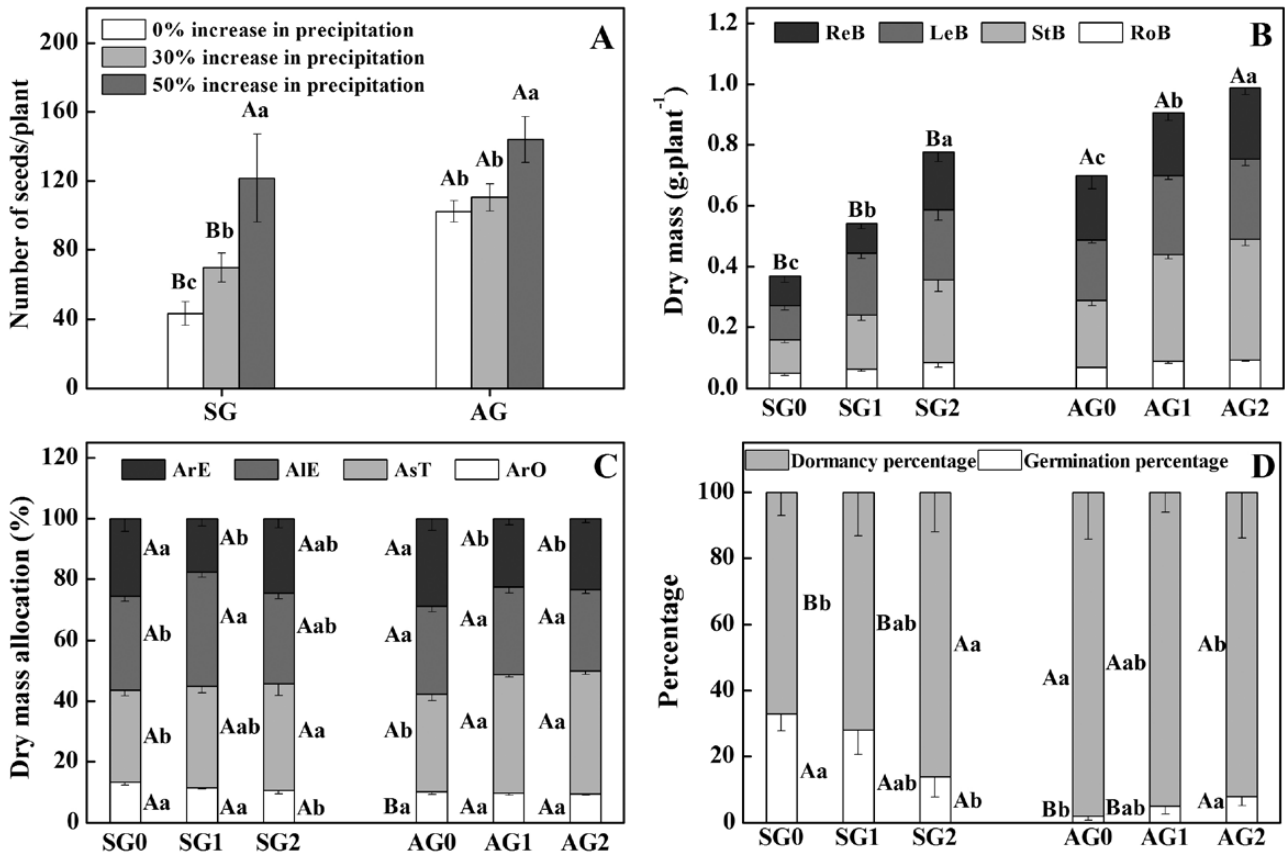 A
0% increase in precipitation
30% increase in precipitation
50% increase in precipitation
Number of seeds/plant
200
160
120
80
40
0
Bc
Bb
Aa
Ab
Ab
Aa
SG
AG
B
ReB LeB StB RoB
Dry mass (g.plant⁻¹)
1.2
1.0
0.8
0.6
0.4
0.2
0.0
Bc
Bb
Ba
Ac
Ab
Aa
SG0 SG1 SG2 AG0 AG1 AG2
C
ArE AlE AsT ArO
Dry mass allocation (%)
120
100
80
60
40
20
0
Aa Ab Aab Aa Ab Ab
Ab Aa Aab Aa Aa Aa
Ab Aab Aa Ab Aa Aa
Aa Aa Ab Ba Aa Aa
SG0 SG1 SG2 AG0 AG1 AG2
D
Dormancy percentage Germination percentage
Percentage
100
80
60
40
20
0
Bb Bab Aa Aa Aab Ab
Aa Aab Ab Bb Bab Aa
SG0 SG1 SG2 AG0 AG1 AG2